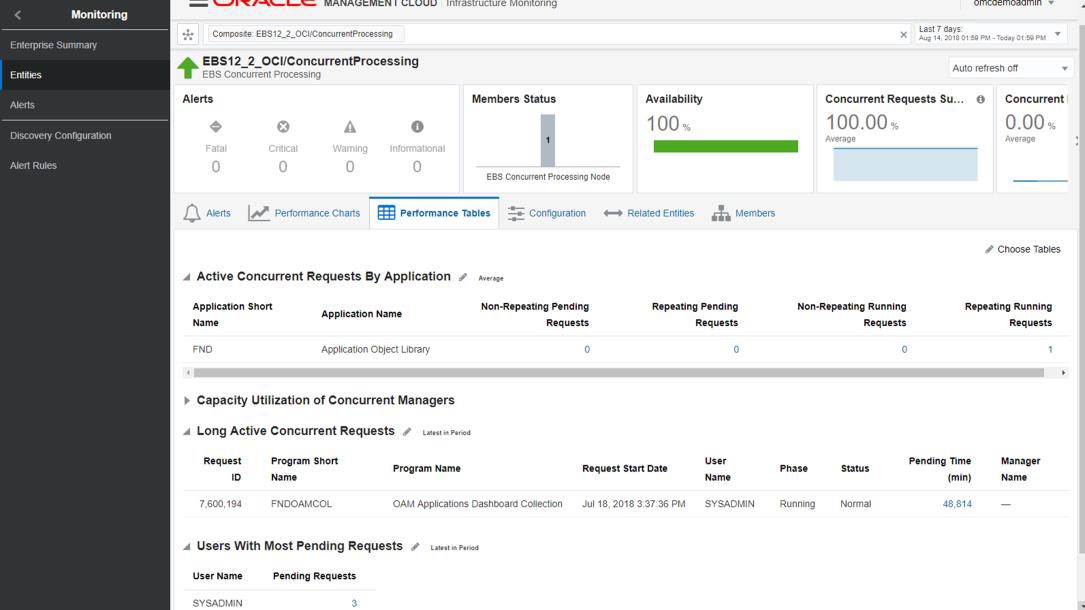 Monitoring
Enterprise Summary
Entities
Alerts
Discovery Configuration
Alert Rules
ORACLE MANAGEMENT CLOUD Infrastructure Monitoring
omcdemoadmin
Composite: EBS12_2_OCI/ConcurrentProcessing
Last 7 days:
Aug 14, 2018 01:59 PM - Today 01:59 PM
EBS12_2_OCI/ConcurrentProcessing
EBS Concurrent Processing
Auto refresh off
Alerts
Fatal Critical Warning Informational
0 0 0 0
Members Status
1
EBS Concurrent Processing Node
Availability
100 %
Concurrent Requests Su...
100.00 %
Average
Concurrent
0.00 %
Average
Alerts Performance Charts Performance Tables Configuration Related Entities Members
Choose Tables
Active Concurrent Requests By Application Average
Application Short Name Application Name Non-Repeating Pending Requests Repeating Pending Requests Non-Repeating Running Requests Repeating Running Requests
FND Application Object Library 0 0 0 1
Capacity Utilization of Concurrent Managers
Long Active Concurrent Requests Latest in Period
Request ID Program Short Name Program Name Request Start Date User Name Phase Status Pending Time (min) Manager Name
7,600,194 FNDOAMCOL OAM Applications Dashboard Collection Jul 18, 2018 3:37:36 PM SYSADMIN Running Normal 48,814 —
Users With Most Pending Requests Latest in Period
User Name Pending Requests
SYSADMIN 3